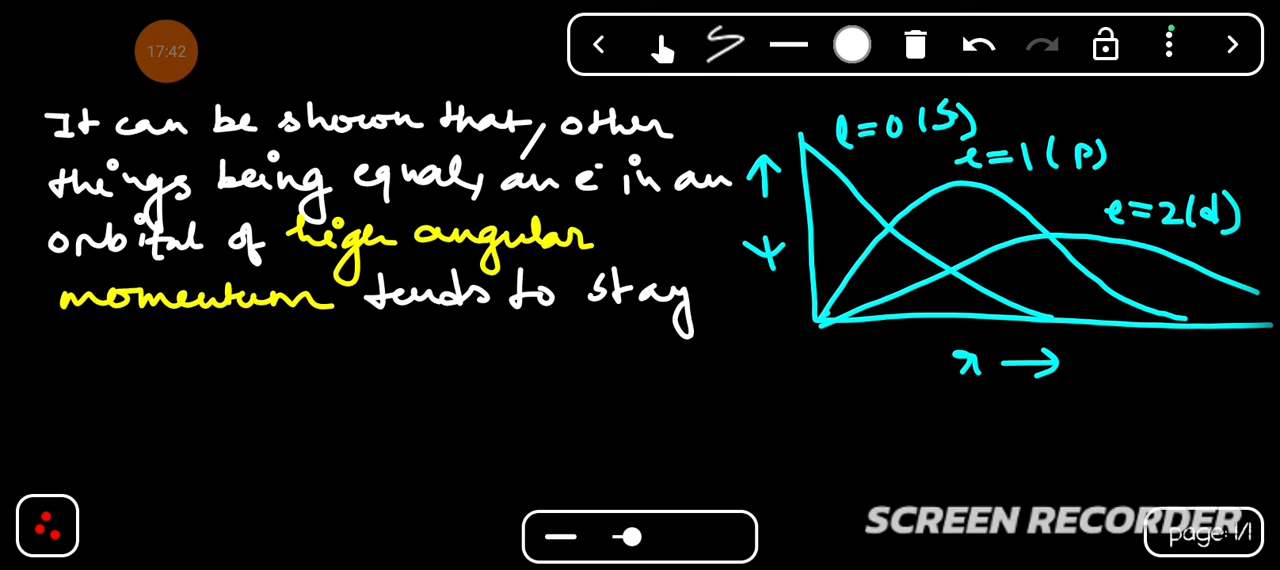 17:42
It can be shown that, other
things being equal, an e⁻ in an
orbital of high angular
momentum tends to stay
l=0(S)
l=1(p)
l=2(d)
↑
ψ
r →
SCREEN RECORDER
page:1/1